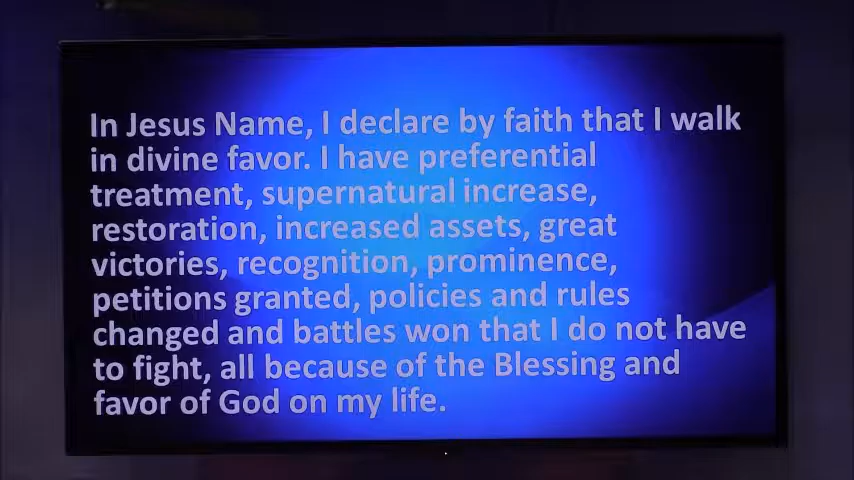 In Jesus Name, I declare by faith that I walk
in divine favor. I have preferential
treatment, supernatural increase,
restoration, increased assets, great
victories, recognition, prominence,
petitions granted, policies and rules
changed and battles won that I do not have
to fight, all because of the Blessing and
favor of God on my life.